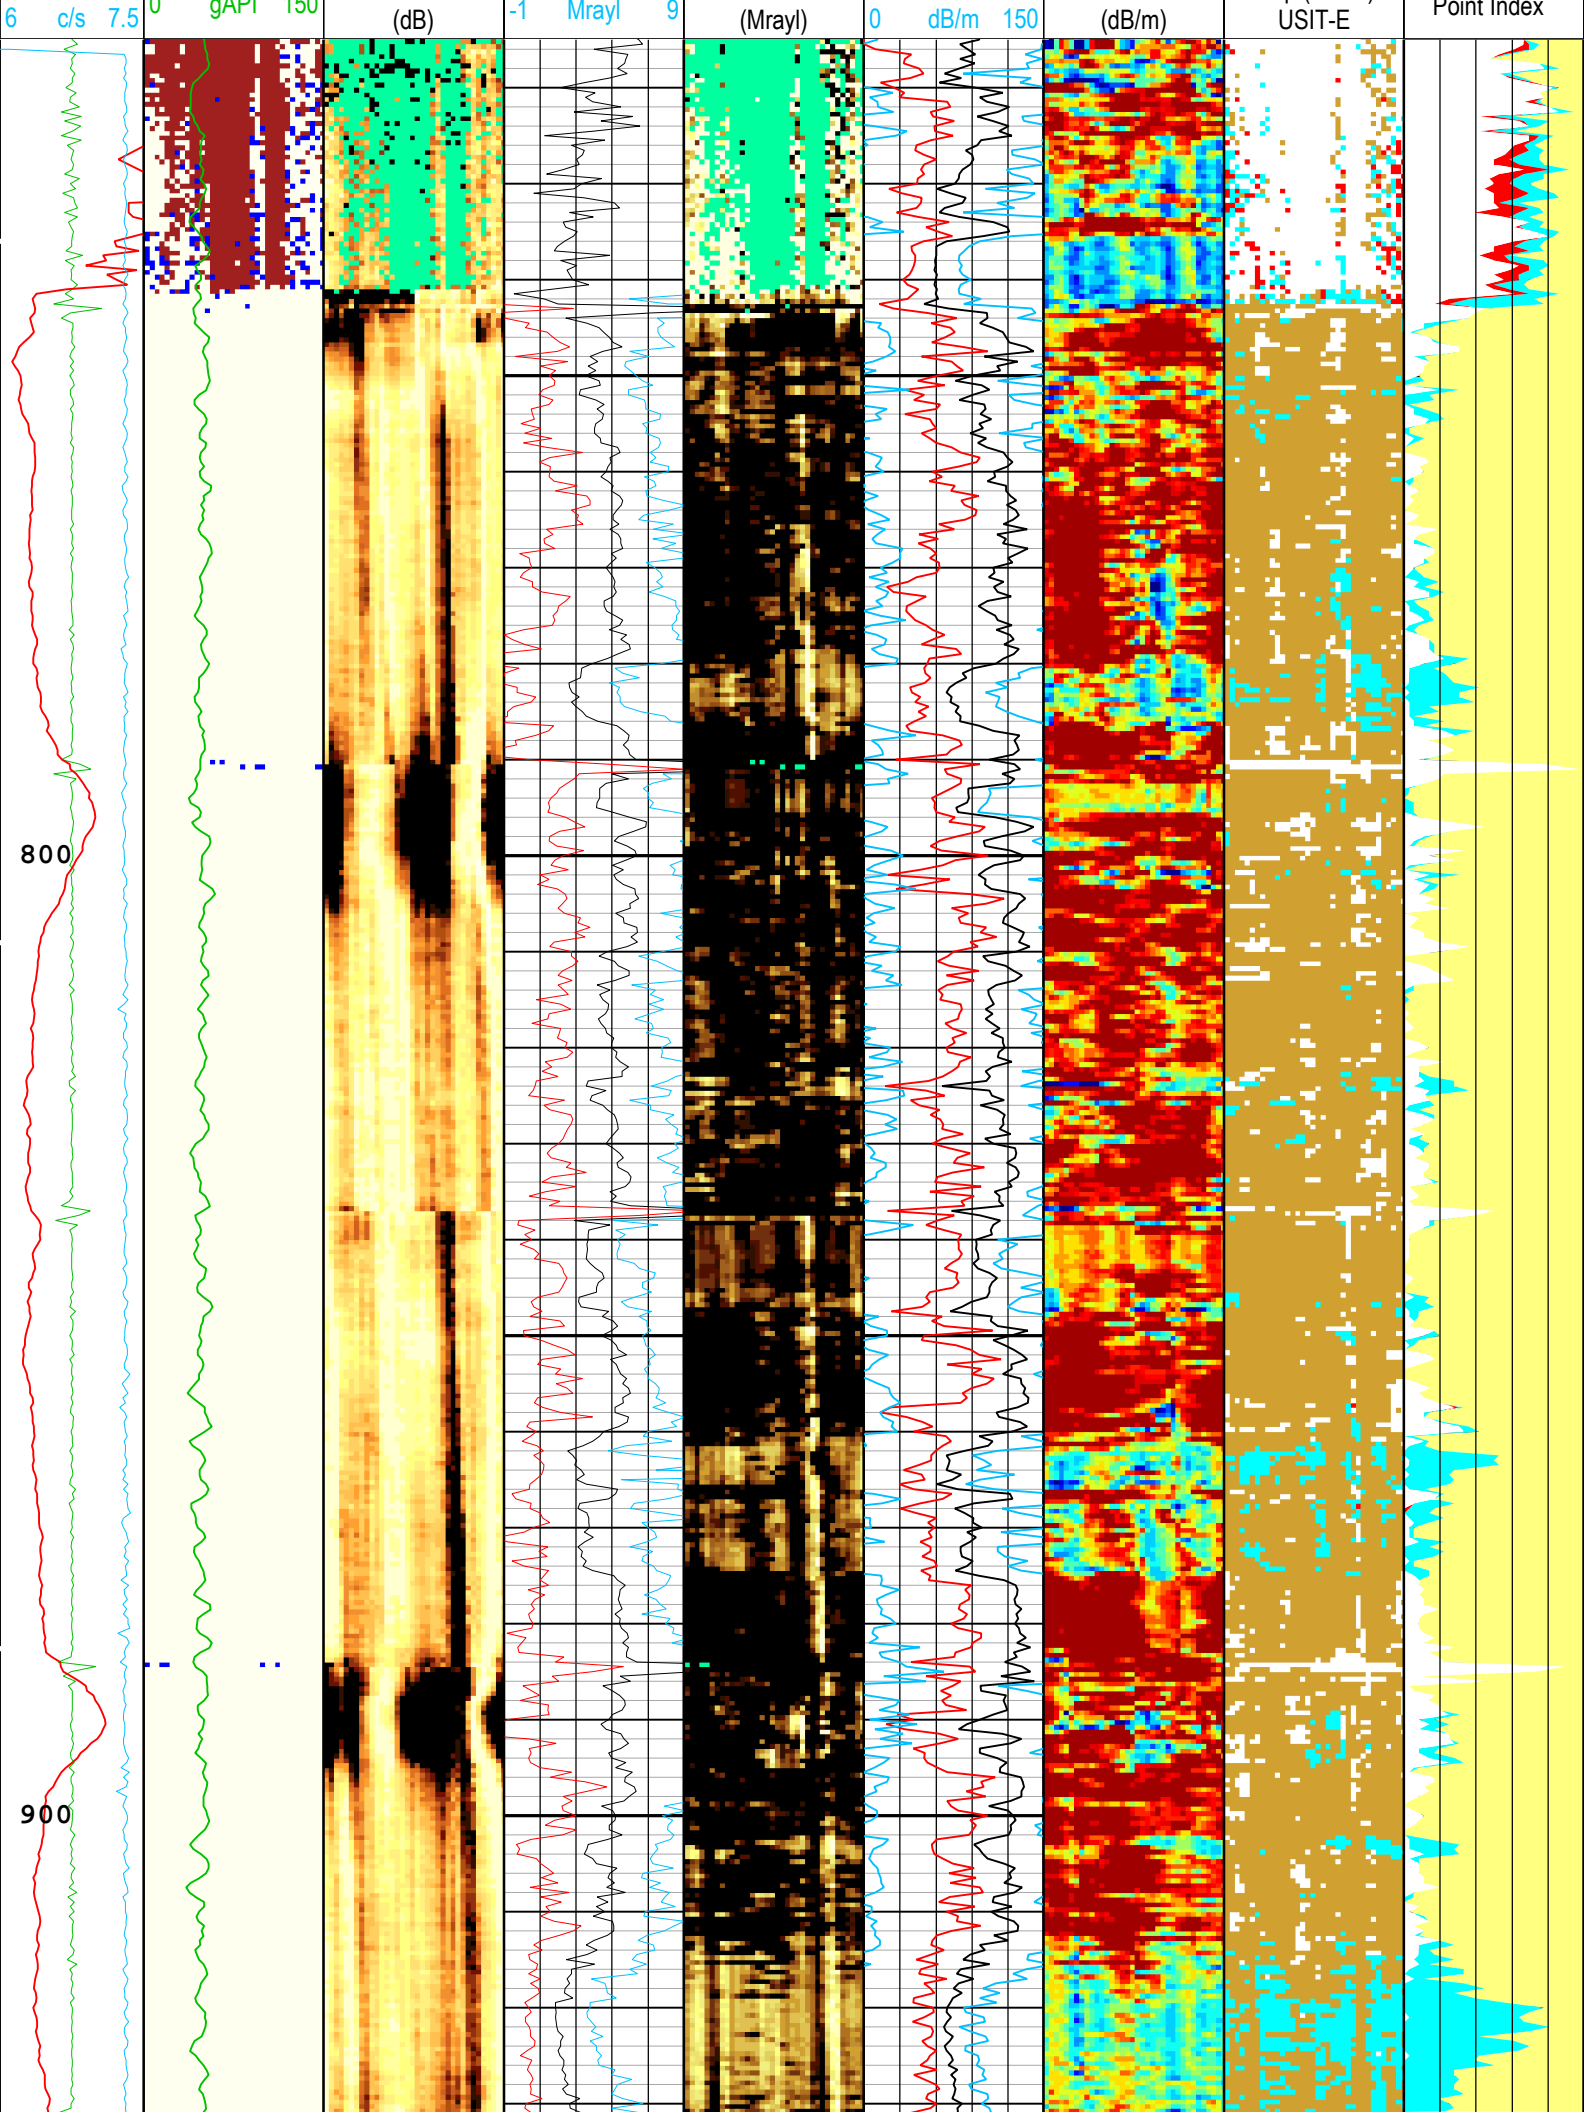 6 c/s 7.5
0 gAPI 150
(dB)
-1 Mrayl 9
(Mrayl)
0 dB/m 150
(dB/m)
USIT-E
Point Index
800
900